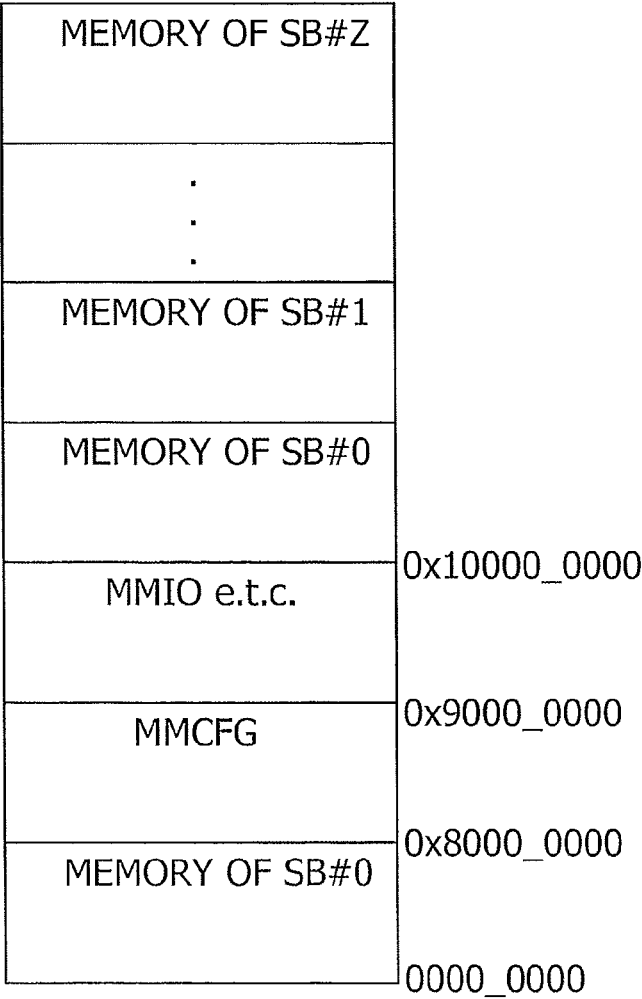 MEMORY OF SB#Z
.
.
.
MEMORY OF SB#1
MEMORY OF SB#0
0x10000_0000
MMIO e.t.c.
0x9000_0000
MMCFG
0x8000_0000
MEMORY OF SB#0
0000_0000